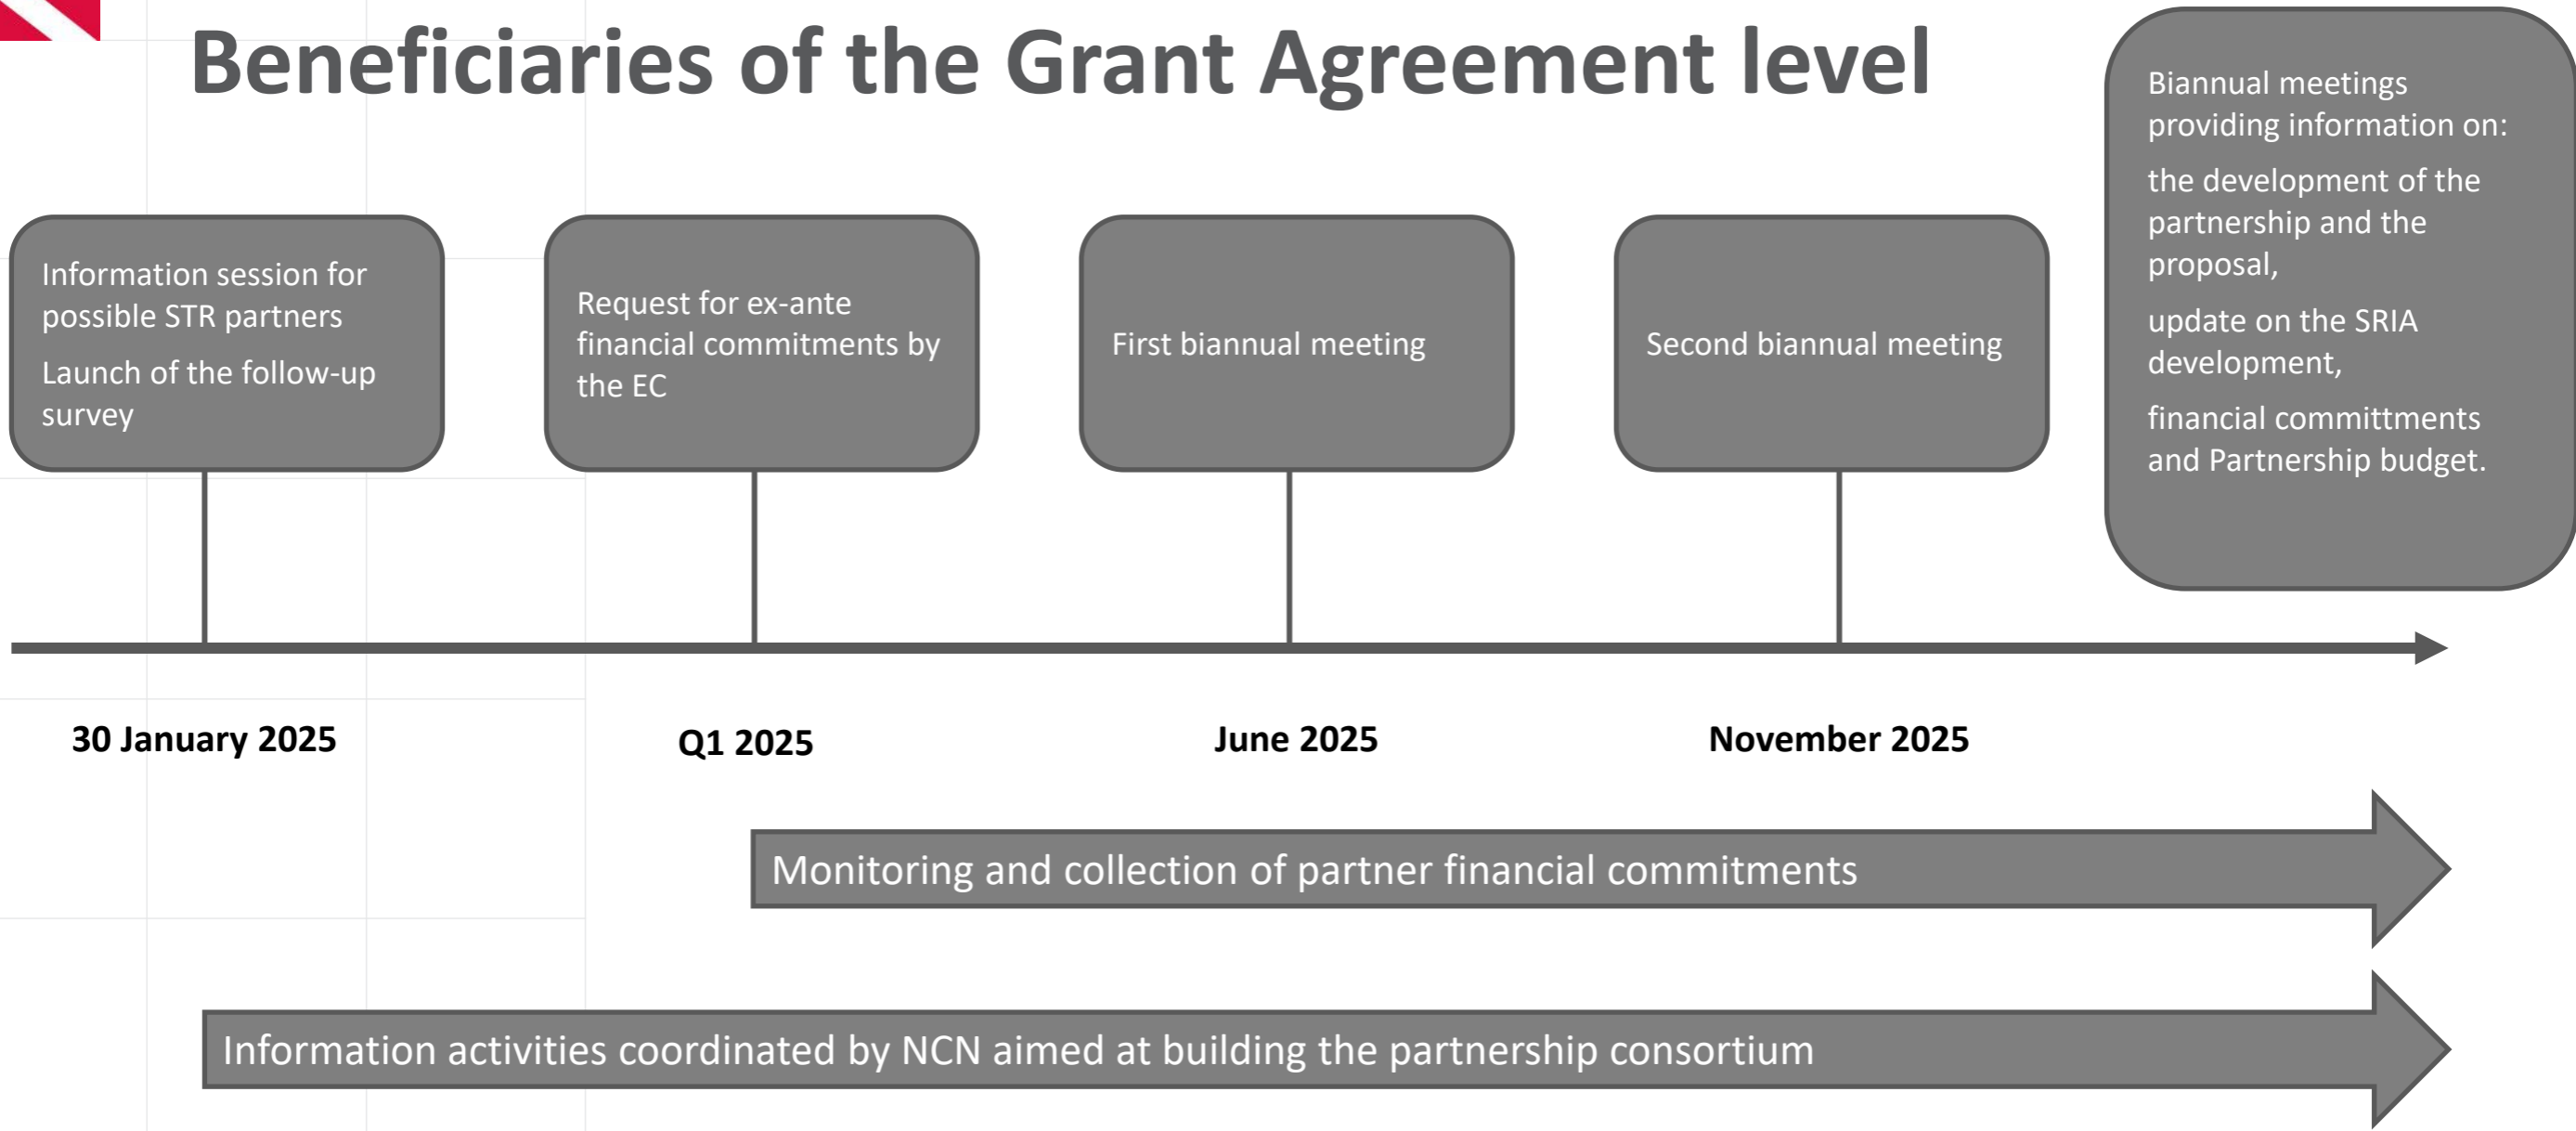 Beneficiaries of the Grant Agreement level
Information session for
possible STR partners
Launch of the follow-up
survey
Request for ex-ante
financial commitments by
the EC
First biannual meeting
Second biannual meeting
Biannual meetings
providing information on:
the development of the
partnership and the
proposal,
update on the SRIA
development,
financial committments
and Partnership budget.
30 January 2025
Q1 2025
June 2025
November 2025
Monitoring and collection of partner financial commitments
Information activities coordinated by NCN aimed at building the partnership consortium